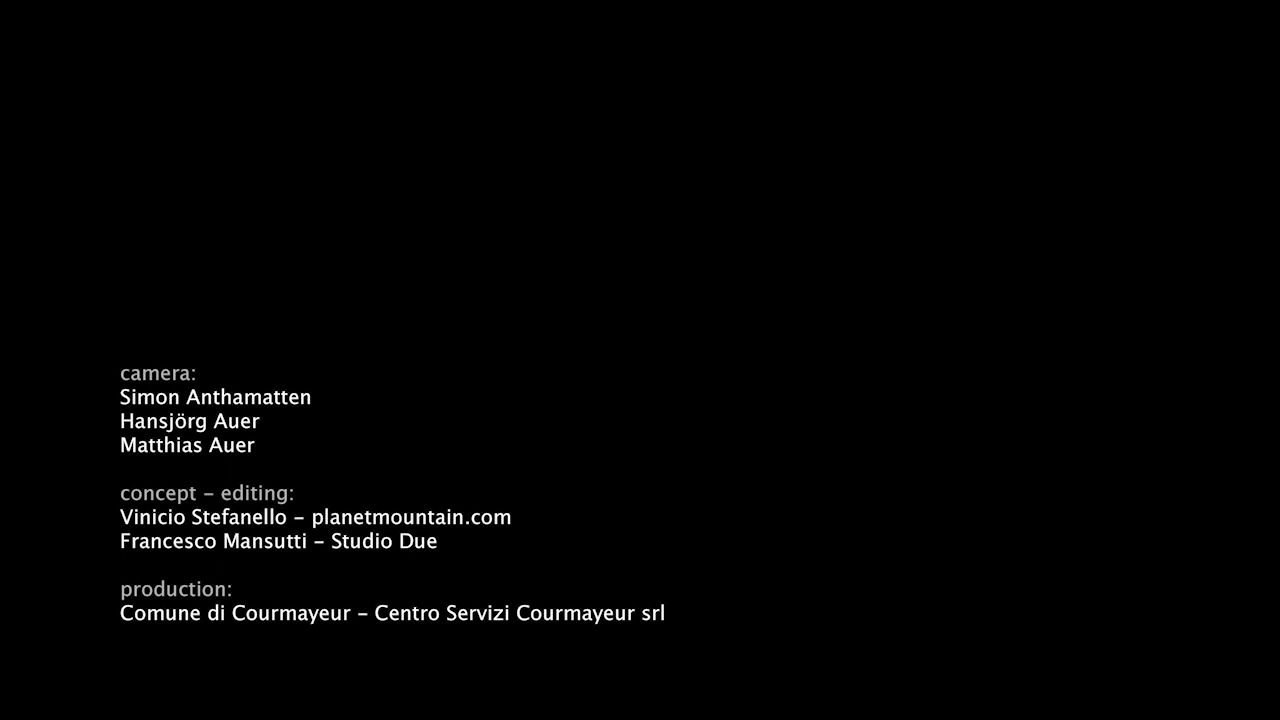 camera:
Simon Anthamatten
Hansjörg Auer
Matthias Auer
concept - editing:
Vinicio Stefanello - planetmountain.com
Francesco Mansutti - Studio Due
production:
Comune di Courmayeur - Centro Servizi Courmayeur srl